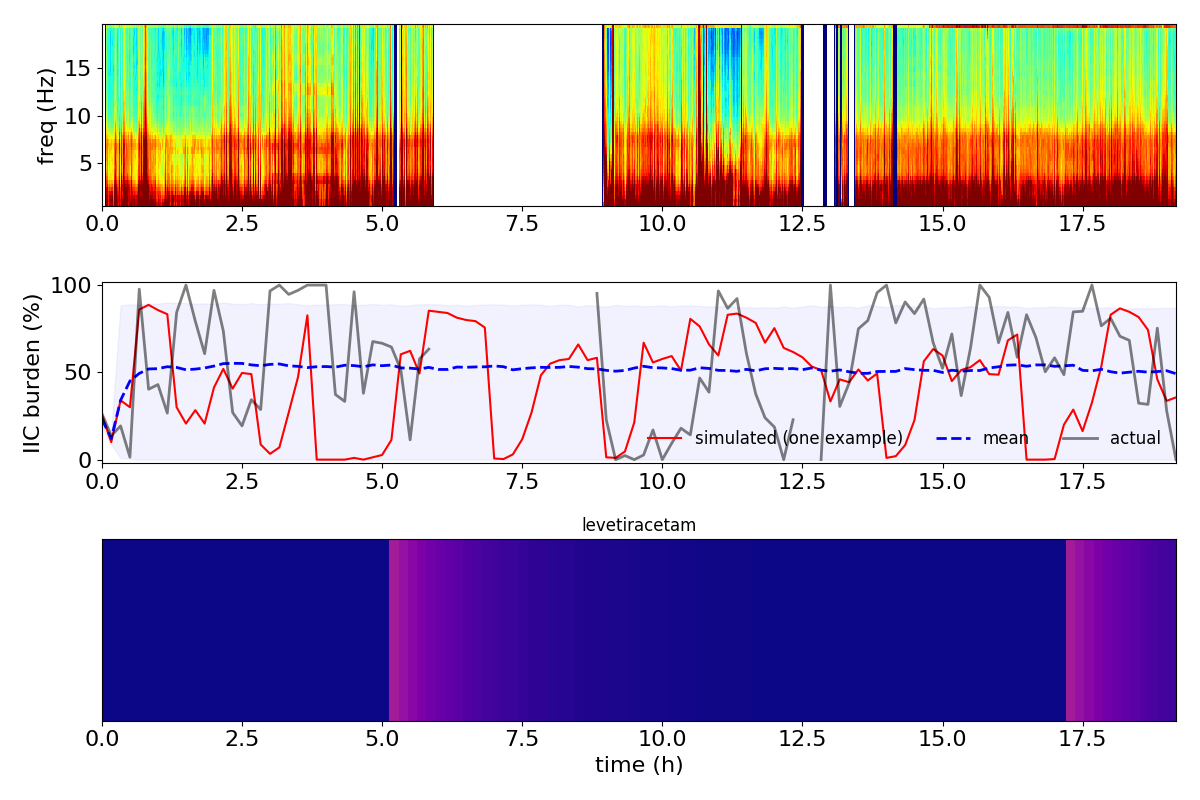 freq (Hz)
15
10
5
0.0 2.5 5.0 7.5 10.0 12.5 15.0 17.5
IIC burden (%)
100
50
0
simulated (one example) mean actual
0.0 2.5 5.0 7.5 10.0 12.5 15.0 17.5
levetiracetam
0.0 2.5 5.0 7.5 10.0 12.5 15.0 17.5
time (h)